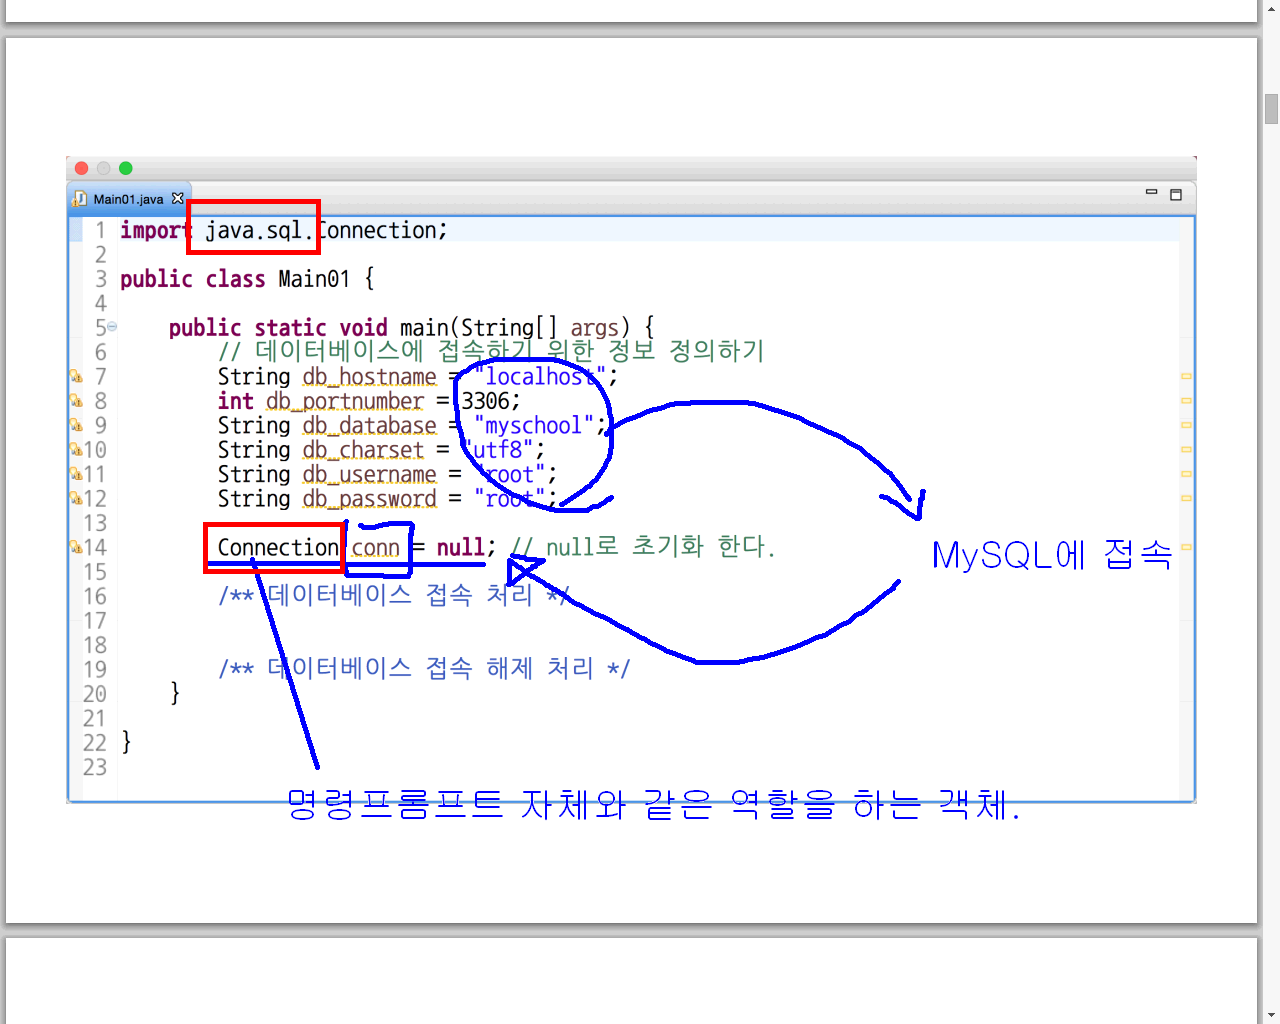 Main01.java
1 import java.sql.Connection;
2
3 public class Main01 {
4
5 public static void main(String[] args) {
6 // 데이터베이스에 접속하기 위한 정보 정의하기
7 String db_hostname = "localhost";
8 int db_portnumber = 3306;
9 String db_database = "myschool";
10 String db_charset = "utf8";
11 String db_username = "root";
12 String db_password = "root";
13
14 Connection conn = null; // null로 초기화 한다.
15
16 /** 데이터베이스 접속 처리 */
17
18
19 /** 데이터베이스 접속 해제 처리 */
20 }
21
22 }
23
MySQL에 접속
명령프롬프트 자체와 같은 역할을 하는 객체.